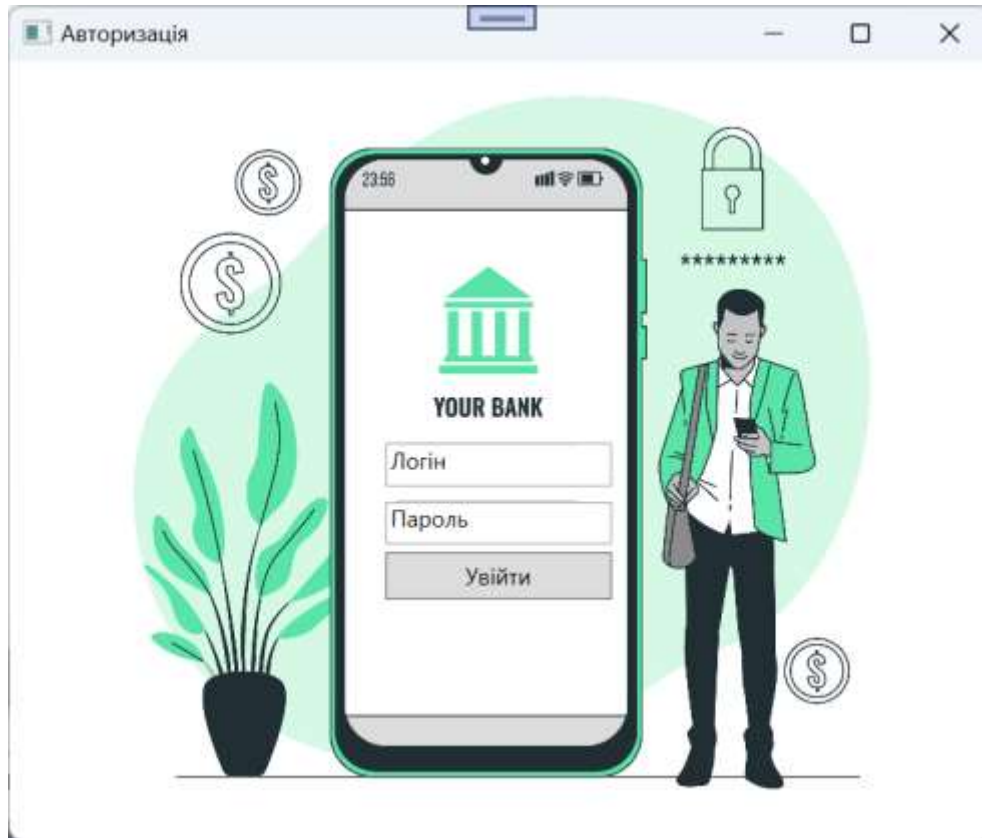 Авторизація
23:56
*********
YOUR BANK
Логін
Пароль
Увійти